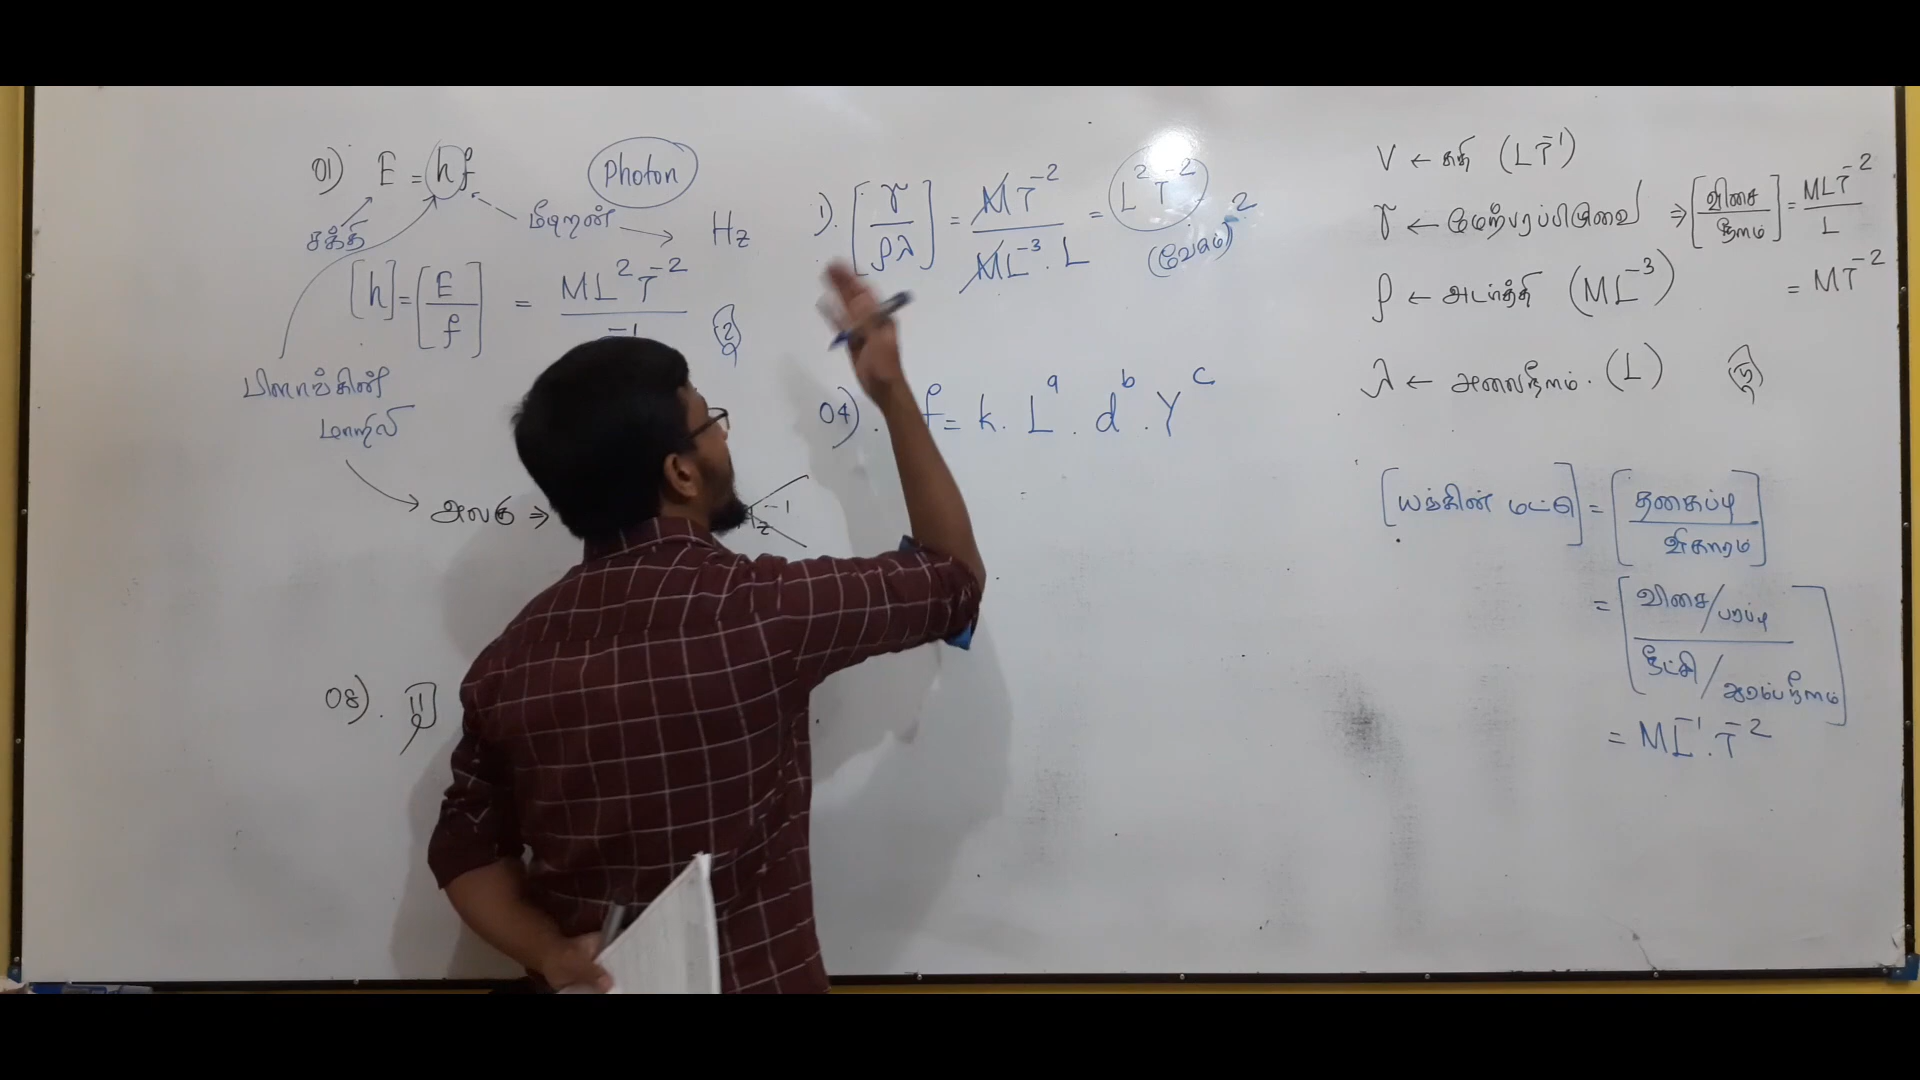 01) E = hf
Photon
சக்தி
மீடிறன் → Hz
[h] = [E/f] = ML²T⁻² / ⁻¹
2
பிளாங்கின்
மாறிலி
அலகு ⇒
08).
1). [γ/ρλ] = MT⁻² / ML⁻³ . L = L²T⁻²
(வேகம்)²
04). f = k . Lᵃ . dᵇ . Yᶜ
V ← கதி (LT⁻¹)
γ ← மேற்பரப்பிழுவை ⇒ [விசை/நீளம்] = MLT⁻²/L
ρ ← அடர்த்தி (ML⁻³) = MT⁻²
λ ← அலைநீளம். (L)
[யங்கின் மட்டு] = [தகைப்பு/விகாரம்]
= [விசை/பரப்பு / நீட்சி/ஆரம்பநீளம்]
= ML⁻¹.T⁻²